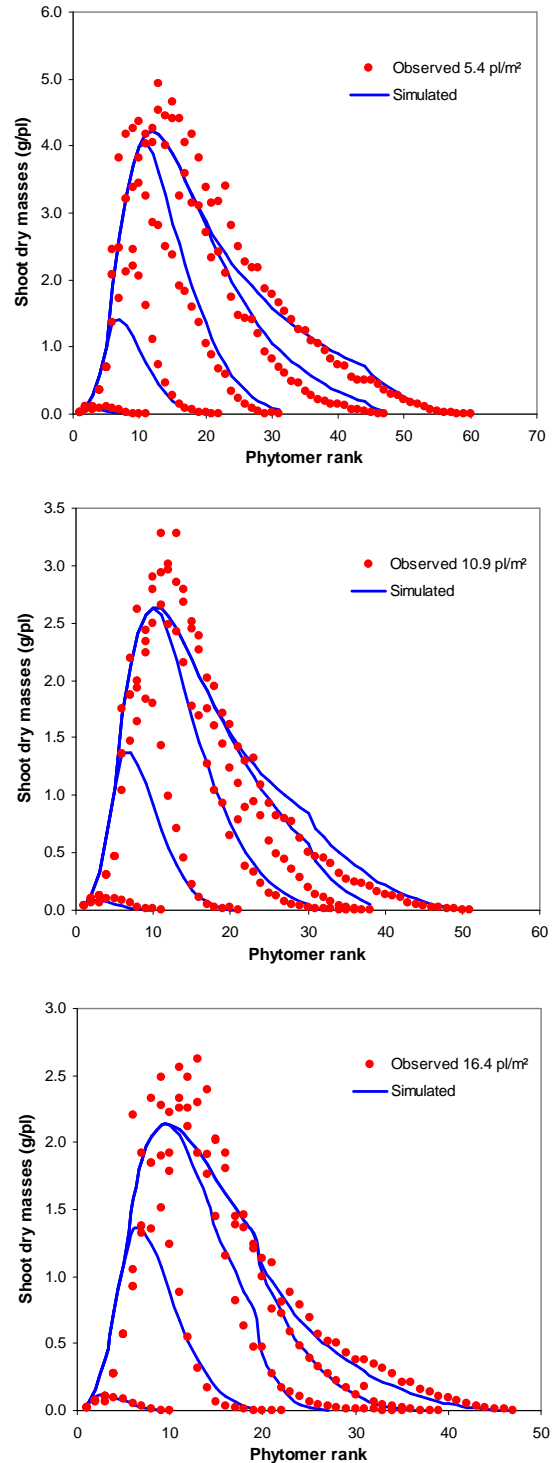 6.0
5.0
4.0
3.0
2.0
1.0
0.0
Shoot dry masses (g/pl)
Observed 5.4 pl/m²
Simulated
0 10 20 30 40 50 60 70
Phytomer rank
3.5
3.0
2.5
2.0
1.5
1.0
0.5
0.0
Shoot dry masses (g/pl)
Observed 10.9 pl/m²
Simulated
0 10 20 30 40 50 60
Phytomer rank
3.0
2.5
2.0
1.5
1.0
0.5
0.0
Shoot dry masses (g/pl)
Observed 16.4 pl/m²
Simulated
0 10 20 30 40 50
Phytomer rank